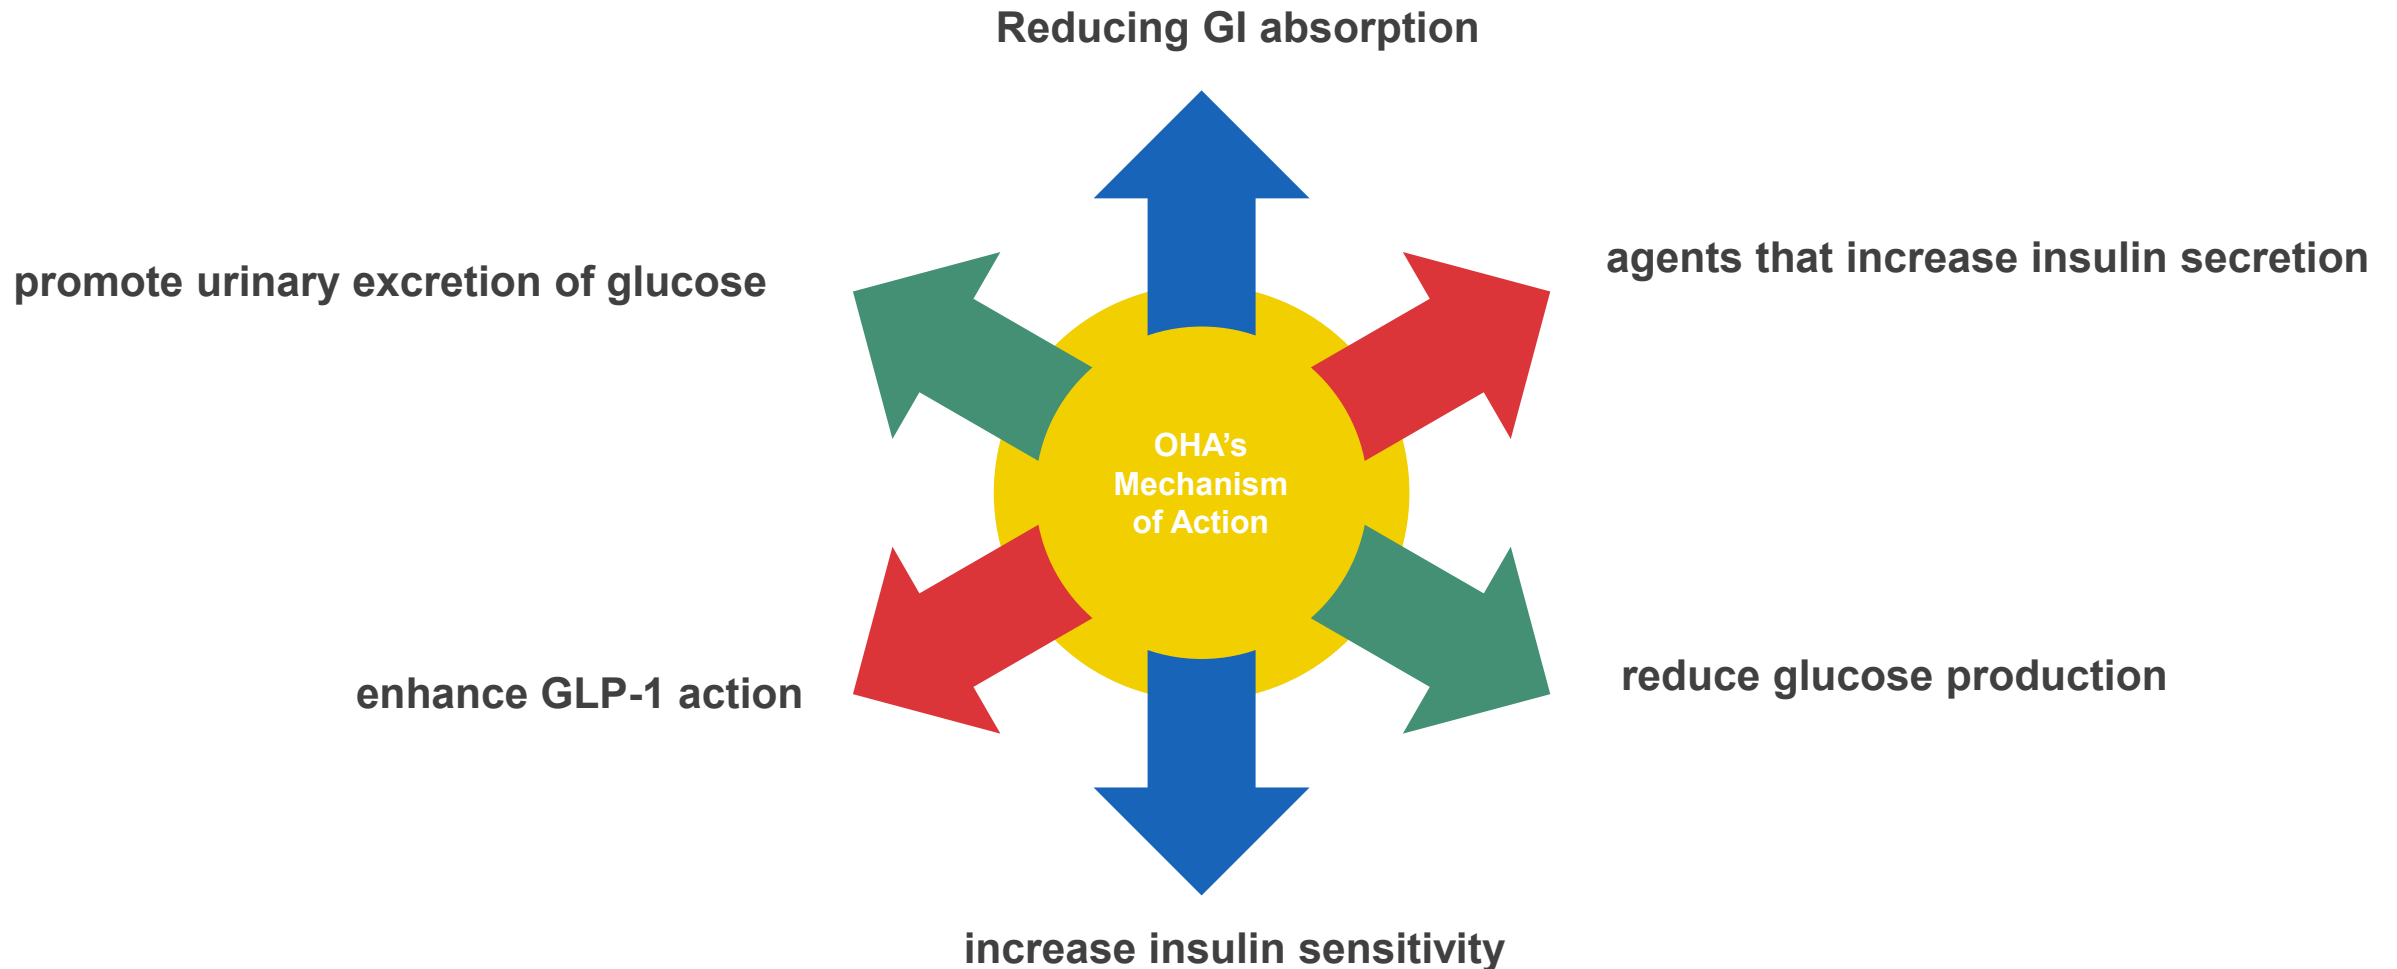 Reducing GI absorption
agents that increase insulin secretion
promote urinary excretion of glucose
OHA’s
Mechanism
of Action
reduce glucose production
enhance GLP-1 action
increase insulin sensitivity